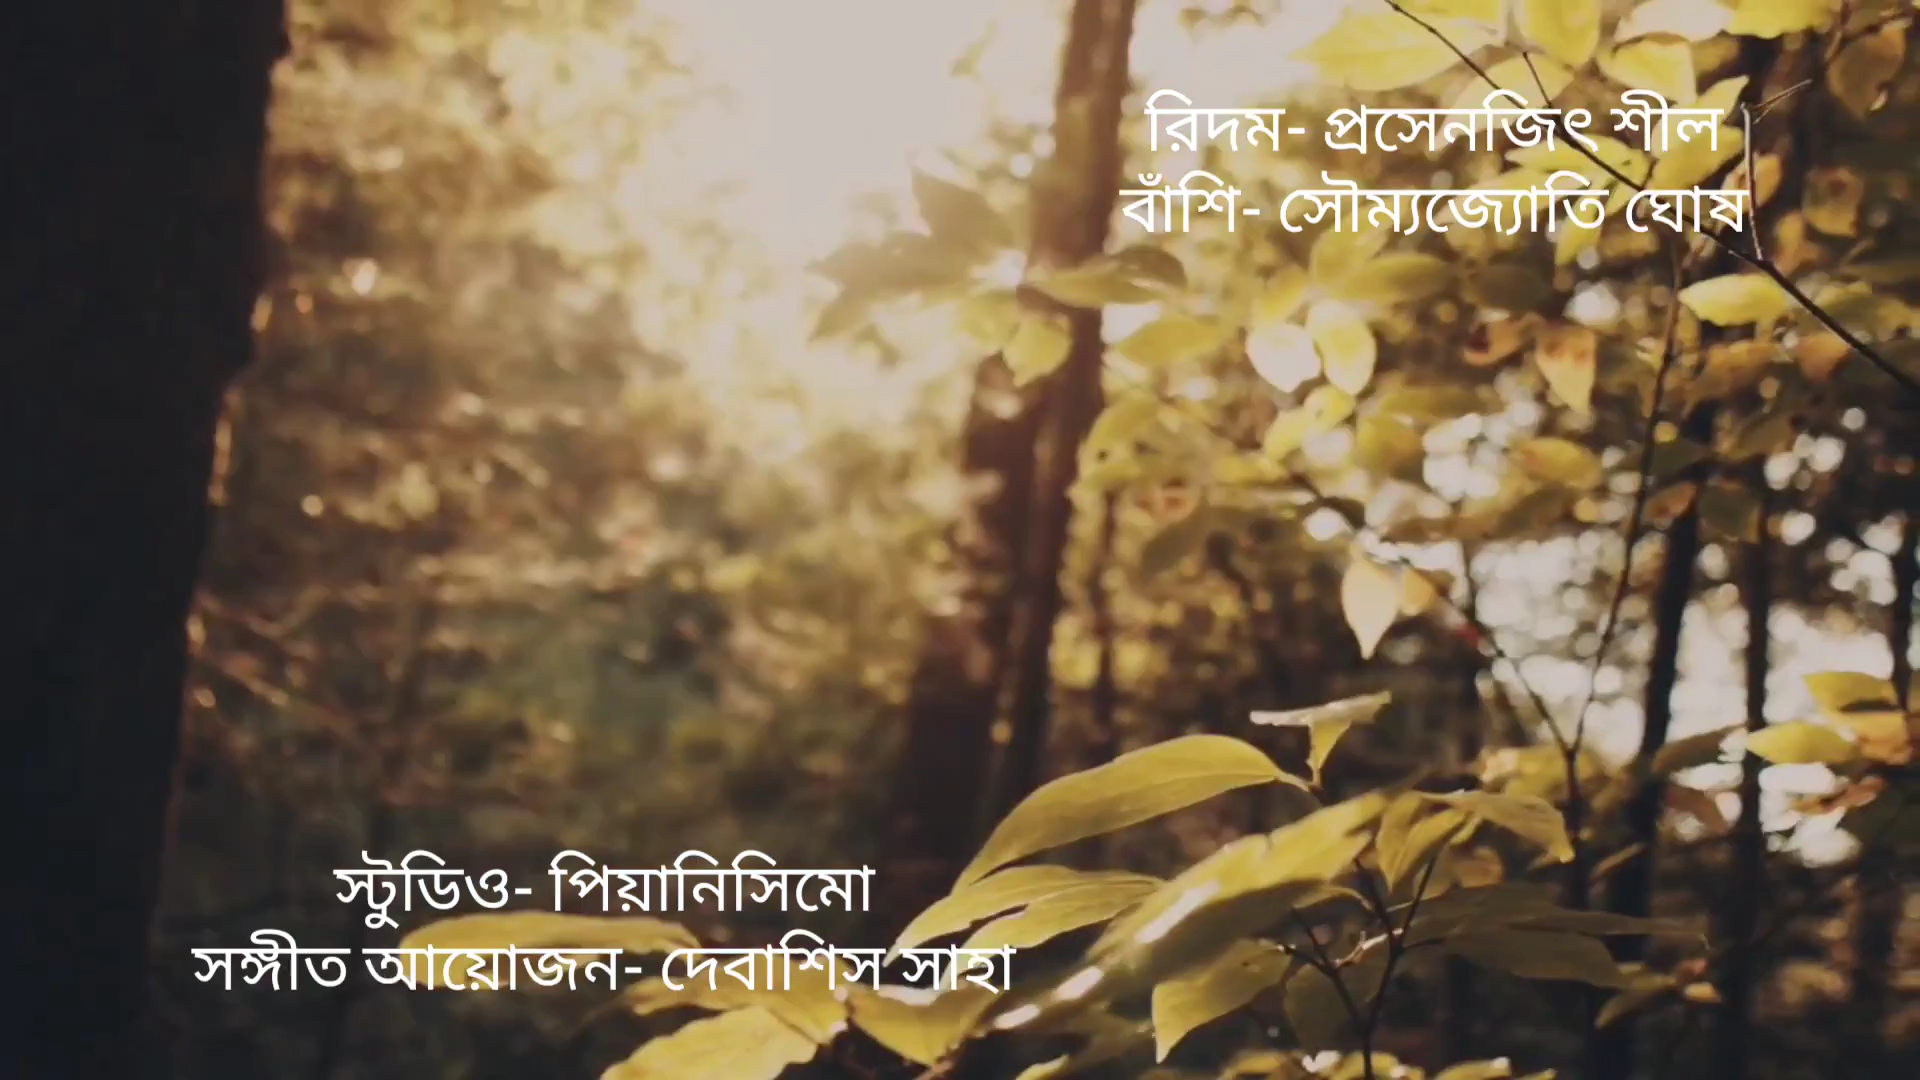 রিদম- প্রসেনজিৎ শীল
বাঁশি- সৌম্যজ্যোতি ঘোষ
স্টুডিও- পিয়ানিসিমো
সঙ্গীত আয়োজন- দেবাশিস সাহা